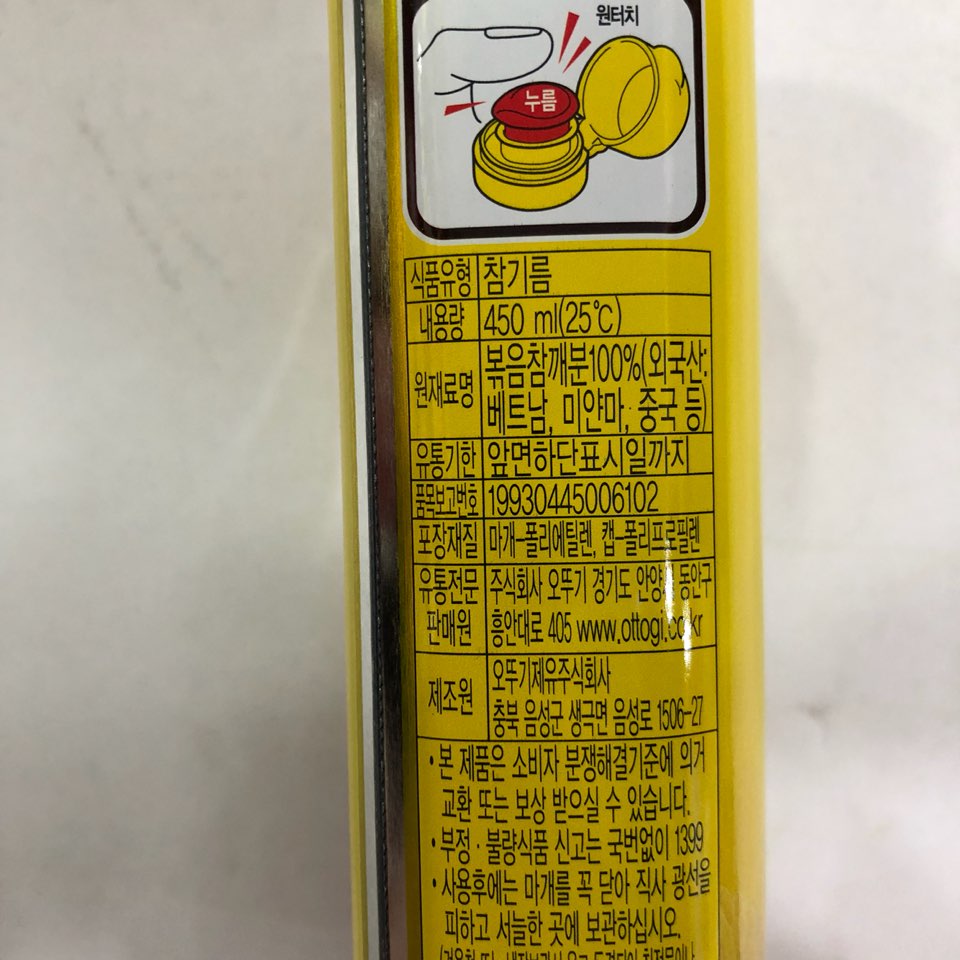 원터치
누름
식품유형 참기름
내용량 450 ml(25℃)
원재료명 볶음참깨분100%(외국산:
베트남, 미얀마, 중국 등)
유통기한 앞면하단표시일까지
품목보고번호 19930445006102
포장재질 마개-폴리에틸렌, 캡-폴리프로필렌
유통전문 주식회사 오뚜기 경기도 안양시 동안구
판매원 흥안대로 405 www.ottogi.co.kr
제조원 오뚜기제유주식회사
충북 음성군 생극면 음성로 1506-27
•본 제품은 소비자 분쟁해결기준에 의거
교환 또는 보상 받으실 수 있습니다.
•부정·불량식품 신고는 국번없이 1399
•사용후에는 마개를 꼭 닫아 직사 광선을
피하고 서늘한 곳에 보관하십시오.